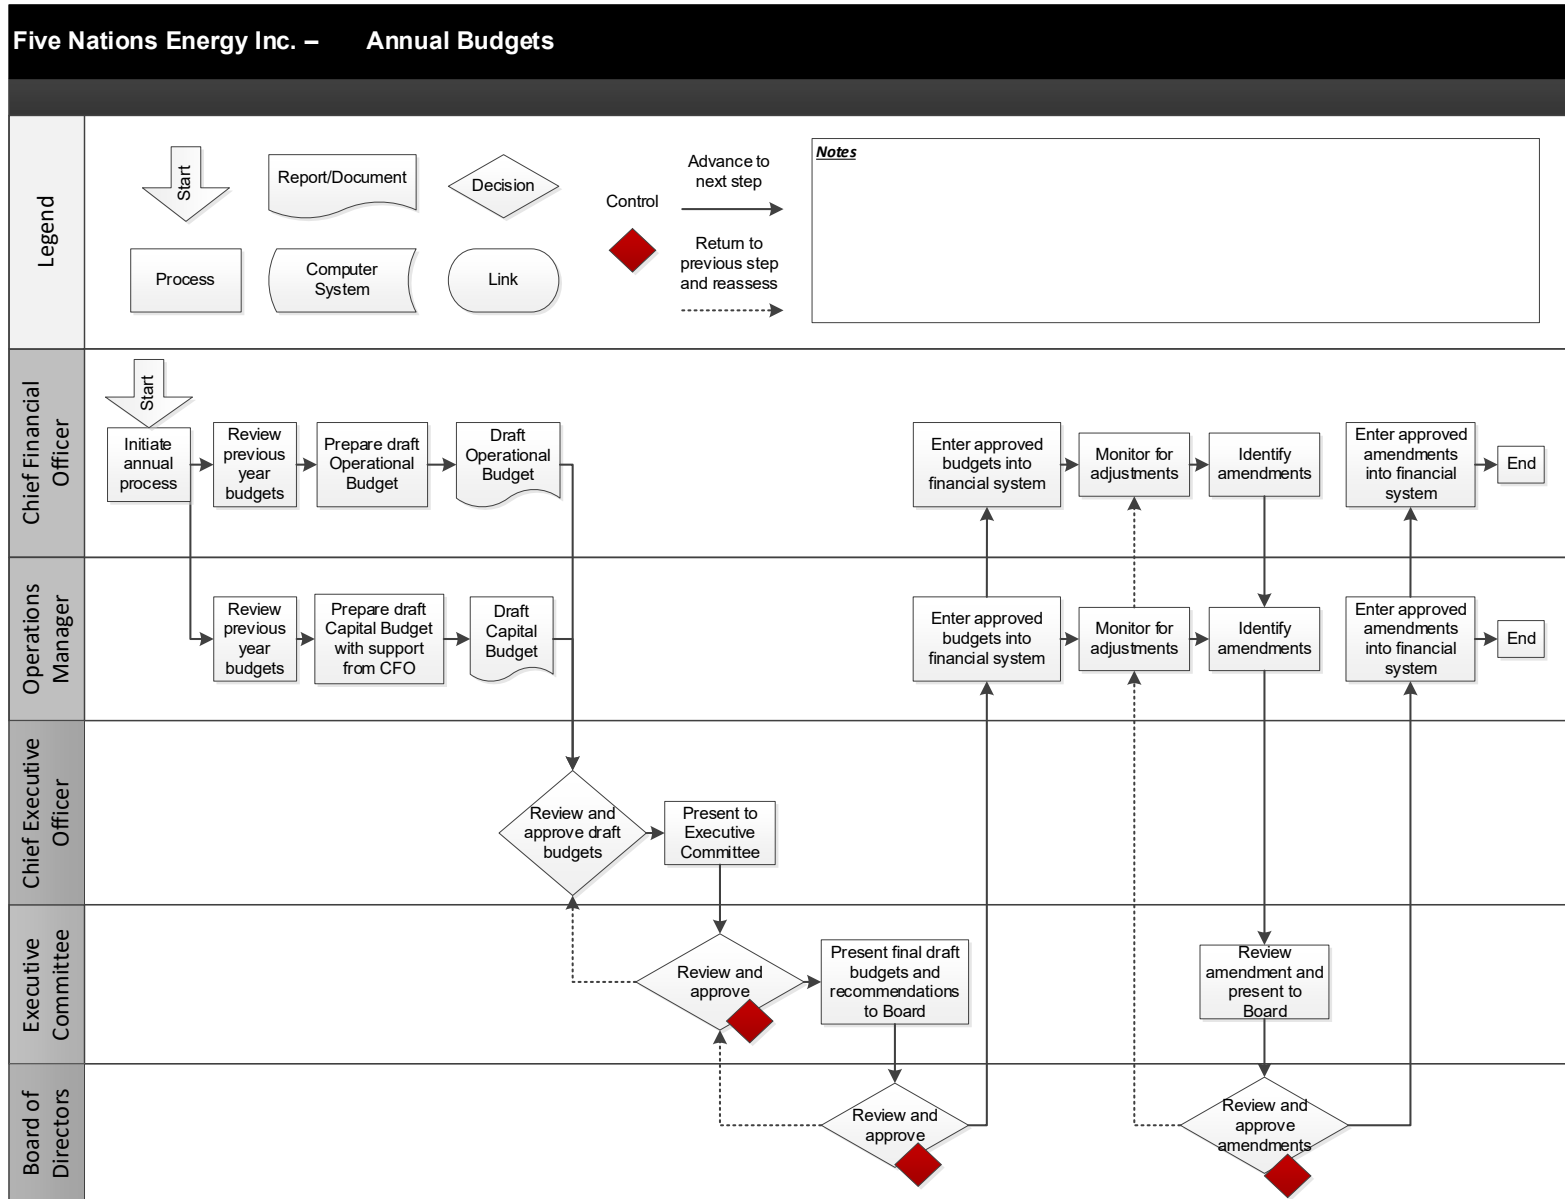 Five Nations Energy Inc. – Annual Budgets
Legend
Start
Report/Document
Decision
Control
Advance to
next step
Process
Computer
System
Link
Return to
previous step
and reassess
Notes
Chief Financial
Officer
Start
Initiate
annual
process
Review
previous
year
budgets
Prepare draft
Operational
Budget
Draft
Operational
Budget
Enter approved
budgets into
financial system
Monitor for
adjustments
Identify
amendments
Enter approved
amendments
into financial
system
End
Operations
Manager
Review
previous
year
budgets
Prepare draft
Capital Budget
with support
from CFO
Draft
Capital
Budget
Enter approved
budgets into
financial system
Monitor for
adjustments
Identify
amendments
Enter approved
amendments
into financial
system
End
Chief Executive
Officer
Review and
approve draft
budgets
Present to
Executive
Committee
Executive
Committee
Review and
approve
Present final draft
budgets and
recommendations
to Board
Review
amendment and
present to
Board
Board of
Directors
Review and
approve
Review and
approve
amendments